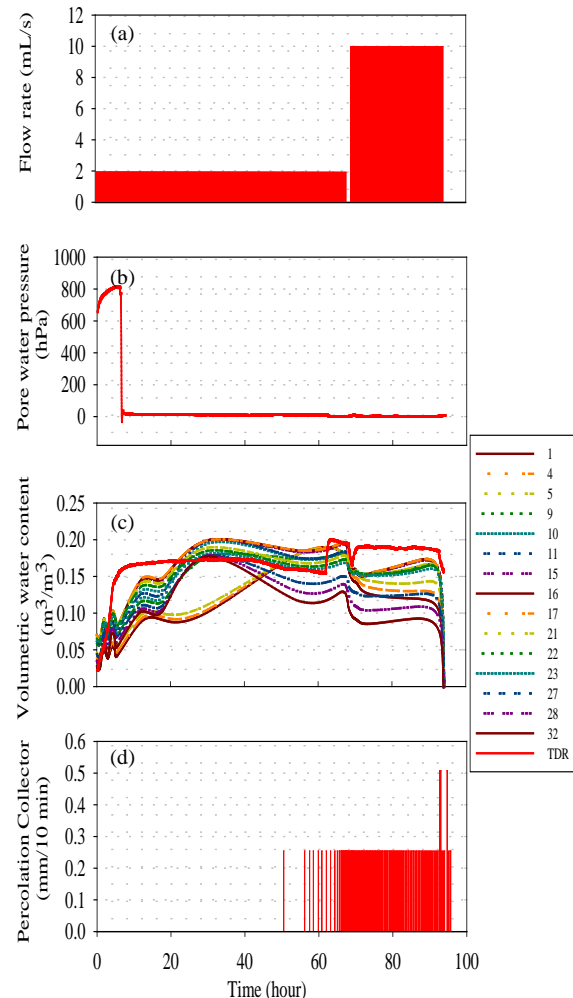 (a)
Flow rate (mL/s)
12
10
8
6
4
2
0
(b)
Pore water pressure
(hPa)
1000
800
600
400
200
0
(c)
Volumetric water content
(m³/m³)
0.25
0.20
0.15
0.10
0.05
0.00
1
4
5
9
10
11
15
16
17
21
22
23
27
28
32
TDR
(d)
Percolation Collector
(mm/10 min)
0.6
0.5
0.4
0.3
0.2
0.1
0.0
0 20 40 60 80 100
Time (hour)